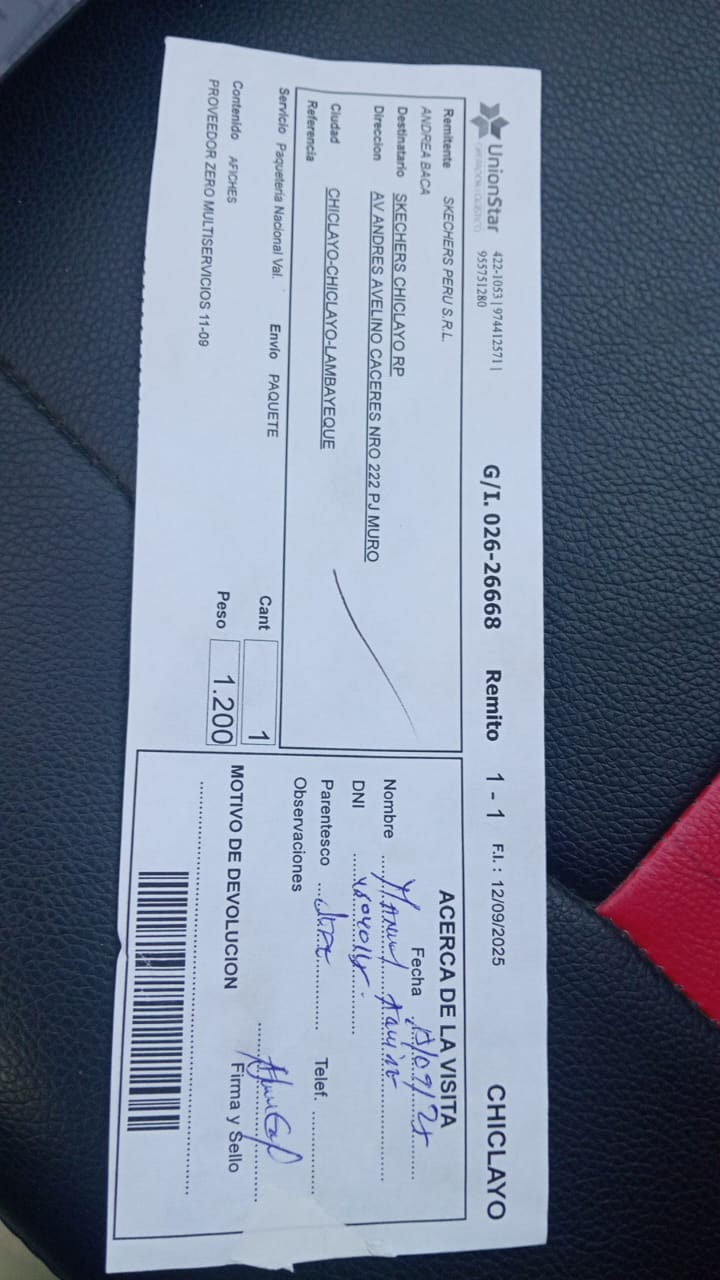 UnionStar
422-1053 | 974412571 |
955751280
G/I. 026-26668 Remito 1 - 1 F.I. : 12/09/2025 CHICLAYO
Remitente SKECHERS PERU S.R.L.
ANDREA BACA
Destinatario SKECHERS CHICLAYO RP
Direccion AV ANDRES AVELINO CACERES NRO 222 PJ MURO
Ciudad CHICLAYO-CHICLAYO-LAMBAYEQUE
Referencia
Servicio Paqueteria Nacional Val. Envío PAQUETE
Contenido AFICHES
PROVEEDOR ZERO MULTISERVICIOS 11-09
Cant 1
Peso 1.200
ACERCA DE LA VISITA
Fecha
Nombre
DNI
Parentesco
Telef.
Observaciones
Firma y Sello
MOTIVO DE DEVOLUCION